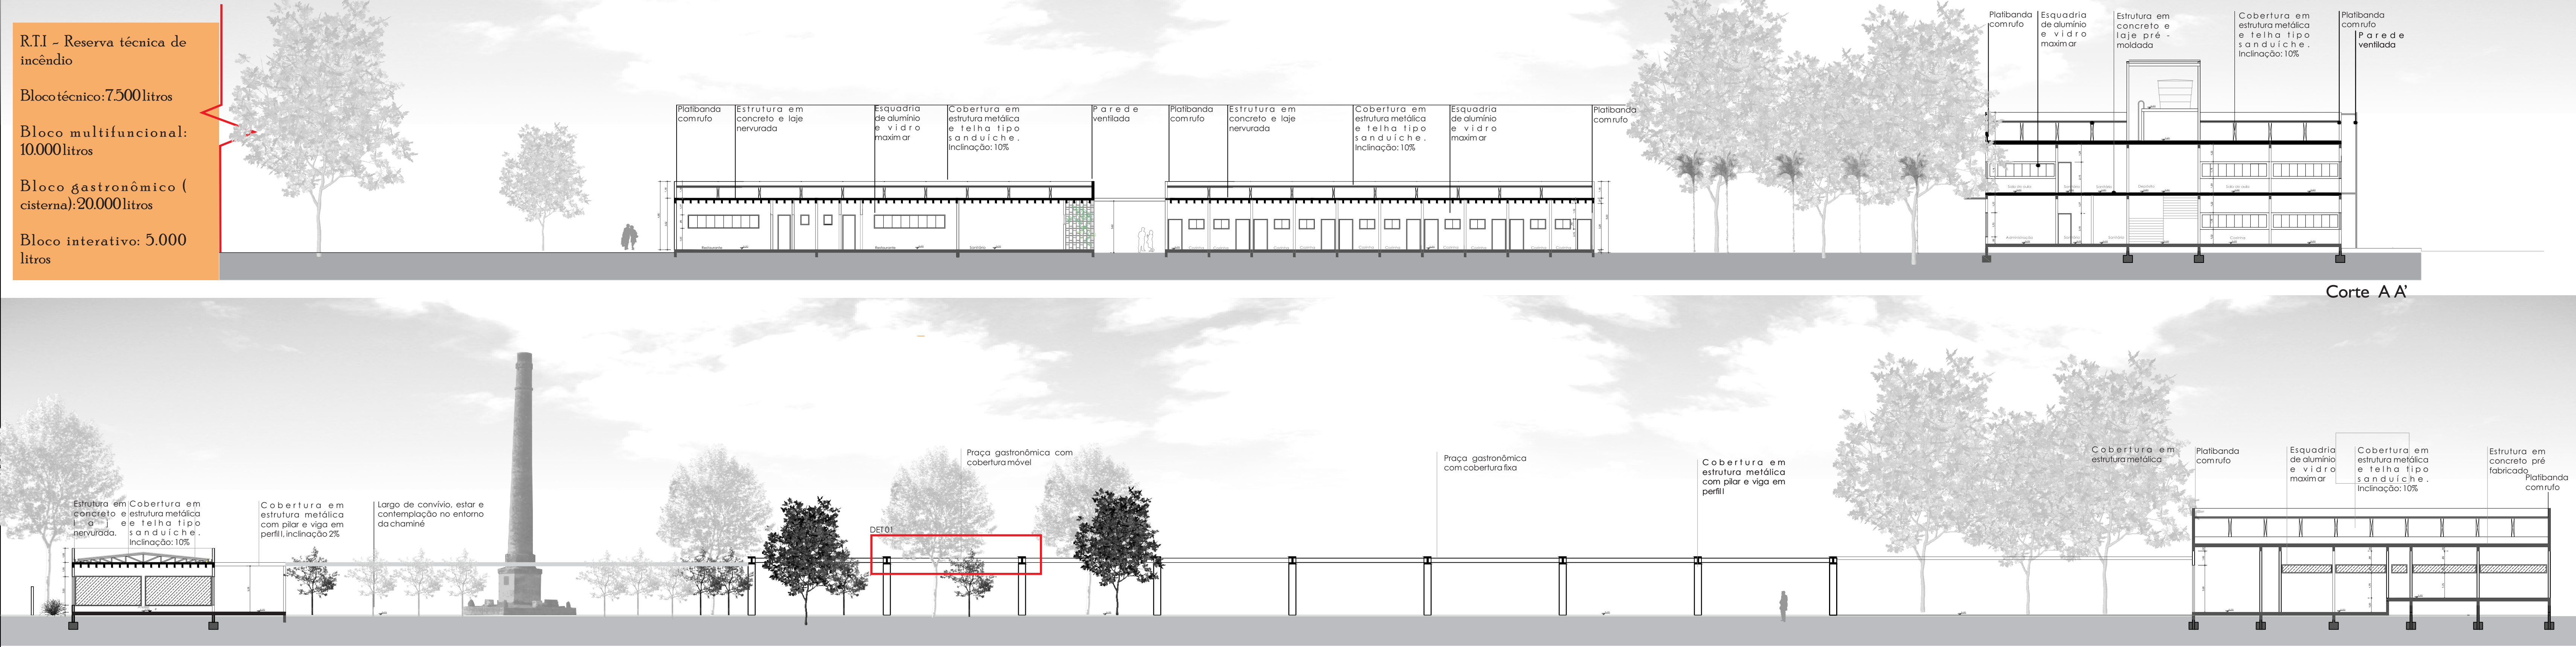 R.T.I - Reserva técnica de
incêndio
Bloco técnico: 7.500 litros
Bloco multifuncional:
10.000 litros
Bloco gastronômico (
cisterna): 20.000 litros
Bloco interativo: 5.000
litros
Platibanda
com rufo
Estrutura em
concreto e laje
nervurada
Esquadria
de alumínio
e vidro
maxim ar
Cobertura em
estrutura metálica
e telha tipo
sanduíche.
Inclinação: 10%
Parede
ventilada
Platibanda
com rufo
Estrutura em
concreto e laje
nervurada
Cobertura em
estrutura metálica
e telha tipo
sanduíche.
Inclinação: 10%
Esquadria
de alumínio
e vidro
maxim ar
Platibanda
com rufo
Platibanda
com rufo
Esquadria
de alumínio
e vidro
maxim ar
Estrutura em
concreto e
laje pré -
moldada
Cobertura em
estrutura metálica
e telha tipo
sanduíche.
Inclinação: 10%
Platibanda
com rufo
Parede
ventilada
Corte A A'
Estrutura em
concreto e
laje
nervurada.
Cobertura em
estrutura metálica
e telha tipo
sanduíche.
Inclinação: 10%
Cobertura em
estrutura metálica
com pilar e viga em
perfil I, inclinação 2%
Largo de convivio, estar e
contemplação no entorno
da chaminé
DET 01
Praça gastronômica com
cobertura móvel
Praça gastronômica
com cobertura fixa
Cobertura em
estrutura metálica
com pilar e viga em
perfil I
Cobertura em
estrutura metálica
Platibanda
com rufo
Esquadria
de alumínio
e vidro
maxim ar
Cobertura em
estrutura metálica
e telha tipo
sanduíche.
Inclinação: 10%
Estrutura em
concreto pré
fabricado
Platibanda
com rufo